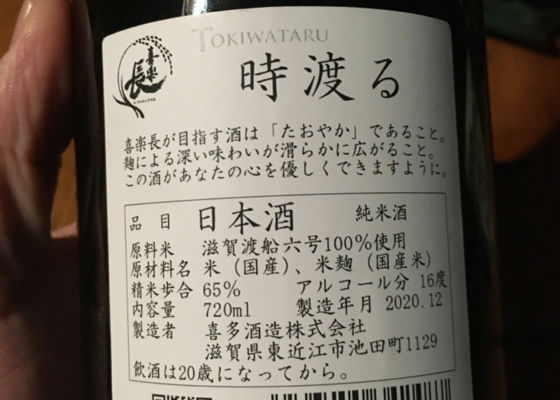 TOKIWATARU
喜楽長
時渡る
喜楽長が目指す酒は「たおやか」であること。
麹による深い味わいが滑らかに広がること。
この酒があなたの心を優しくできますように。
品目 日本酒 純米酒
原料米 滋賀渡船六号100%使用
原材料名 米(国産)、米麹(国産米)
精米歩合 65% アルコール分 16度
内容量 720ml 製造年月 2020.12
製造者 喜多酒造株式会社
滋賀県東近江市池田町1129
飲酒は20歳になってから。